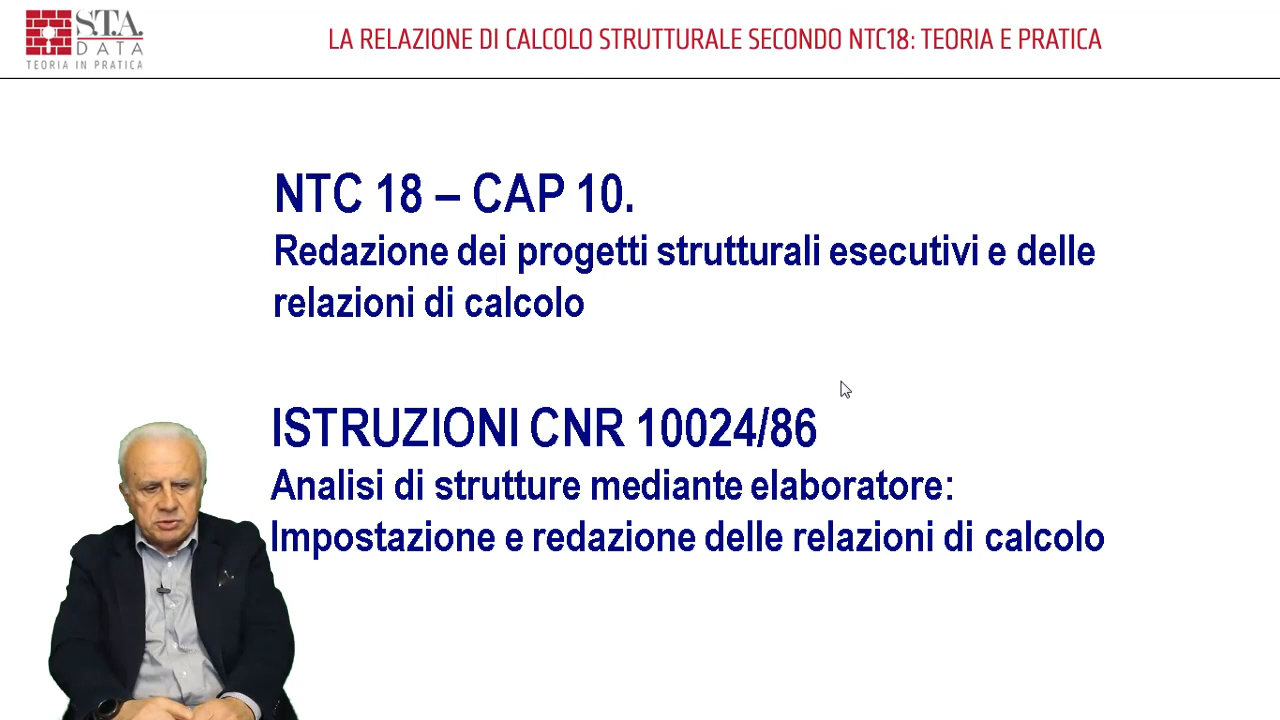 S.T.A.
DATA
TEORIA IN PRATICA
LA RELAZIONE DI CALCOLO STRUTTURALE SECONDO NTC18: TEORIA E PRATICA
NTC 18 – CAP 10.
Redazione dei progetti strutturali esecutivi e delle
relazioni di calcolo
ISTRUZIONI CNR 10024/86
Analisi di strutture mediante elaboratore:
Impostazione e redazione delle relazioni di calcolo